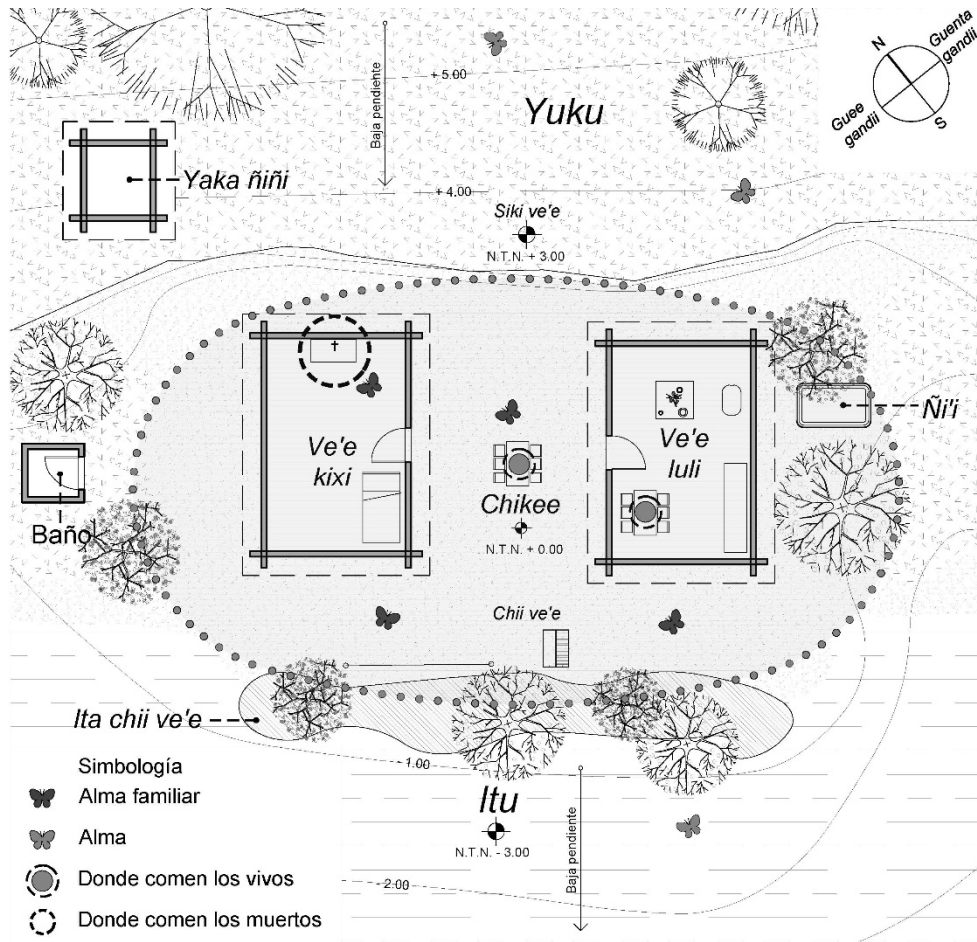 N
Guenta
gandii
Guee
gandii
S
+ 5.00
Baja pendiente
Yuku
Yaka ñiñi
+ 4.00
Siki ve'e
N.T.N. + 3.00
Ve'e
kixi
Ve'e
luli
Ñi'i
Chikee
N.T.N. + 0.00
Baño
Chii ve'e
Ita chii ve'e
-1.00
Simbología
Alma familiar
Alma
Donde comen los vivos
Donde comen los muertos
Itu
N.T.N. - 3.00
Baja pendiente
-2.00